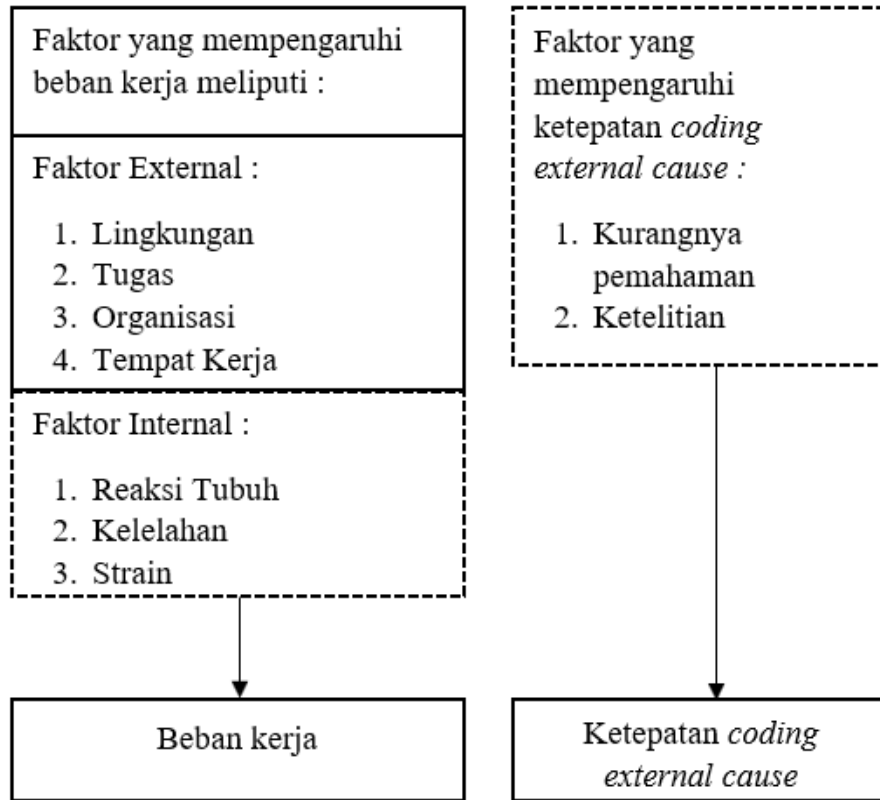 Faktor yang mempengaruhi
beban kerja meliputi :
Faktor External :
1. Lingkungan
2. Tugas
3. Organisasi
4. Tempat Kerja
Faktor Internal :
1. Reaksi Tubuh
2. Kelelahan
3. Strain
Beban kerja
Faktor yang
mempengaruhi
ketepatan coding
external cause :
1. Kurangnya
pemahaman
2. Ketelitian
Ketepatan coding
external cause